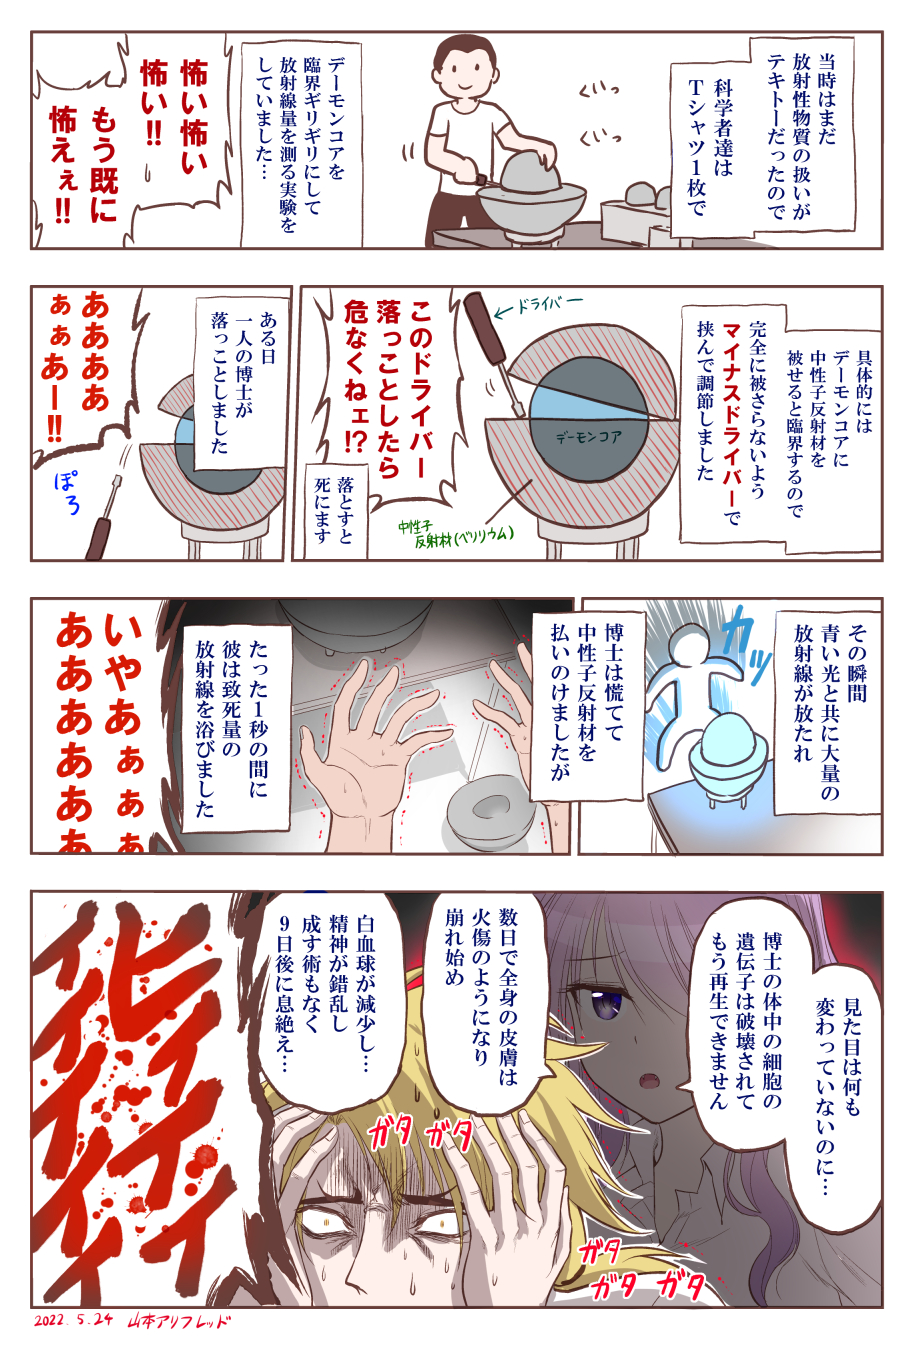 当時はまだ
放射性物質の扱いが
テキトーだったので
科学者達は
Tシャツ1枚で
ぐいっ
ぐいっ
デーモンコアを
臨界ギリギリにして
放射線量を測る実験を
していました…
怖い怖い
怖い!!
もう既に
怖えぇ!!
具体的には
デーモンコアに
中性子反射材を
被せると臨界するので
完全に被さらないよう
マイナスドライバーで
挟んで調節しました
ドライバー
デーモンコア
中性子
反射材(ベリリウム)
このドライバー
落っことしたら
危なくねェ!?
落とすと
死にます
ある日
一人の博士が
落っことしました
ぽろ
ああああ
ぁぁあー!!
その瞬間
青い光と共に大量の
放射線が放たれ
カッ
博士は慌てて
中性子反射材を
払いのけましたが
たった1秒の間に
彼は致死量の
放射線を浴びました
いやあぁぁぁ
ああああああ
見た目は何も
変わっていないのに…
博士の体中の細胞の
遺伝子は破壊されて
もう再生できません
数日で全身の皮膚は
火傷のようになり
崩れ始め
白血球が減少し…
精神が錯乱し
成す術もなく
9日後に息絶え…
ガタ
ガタ
ガタ
ガタ
ガタ
ヒィイィ
イイイイイ
2022.5.24 山本アリフレッド